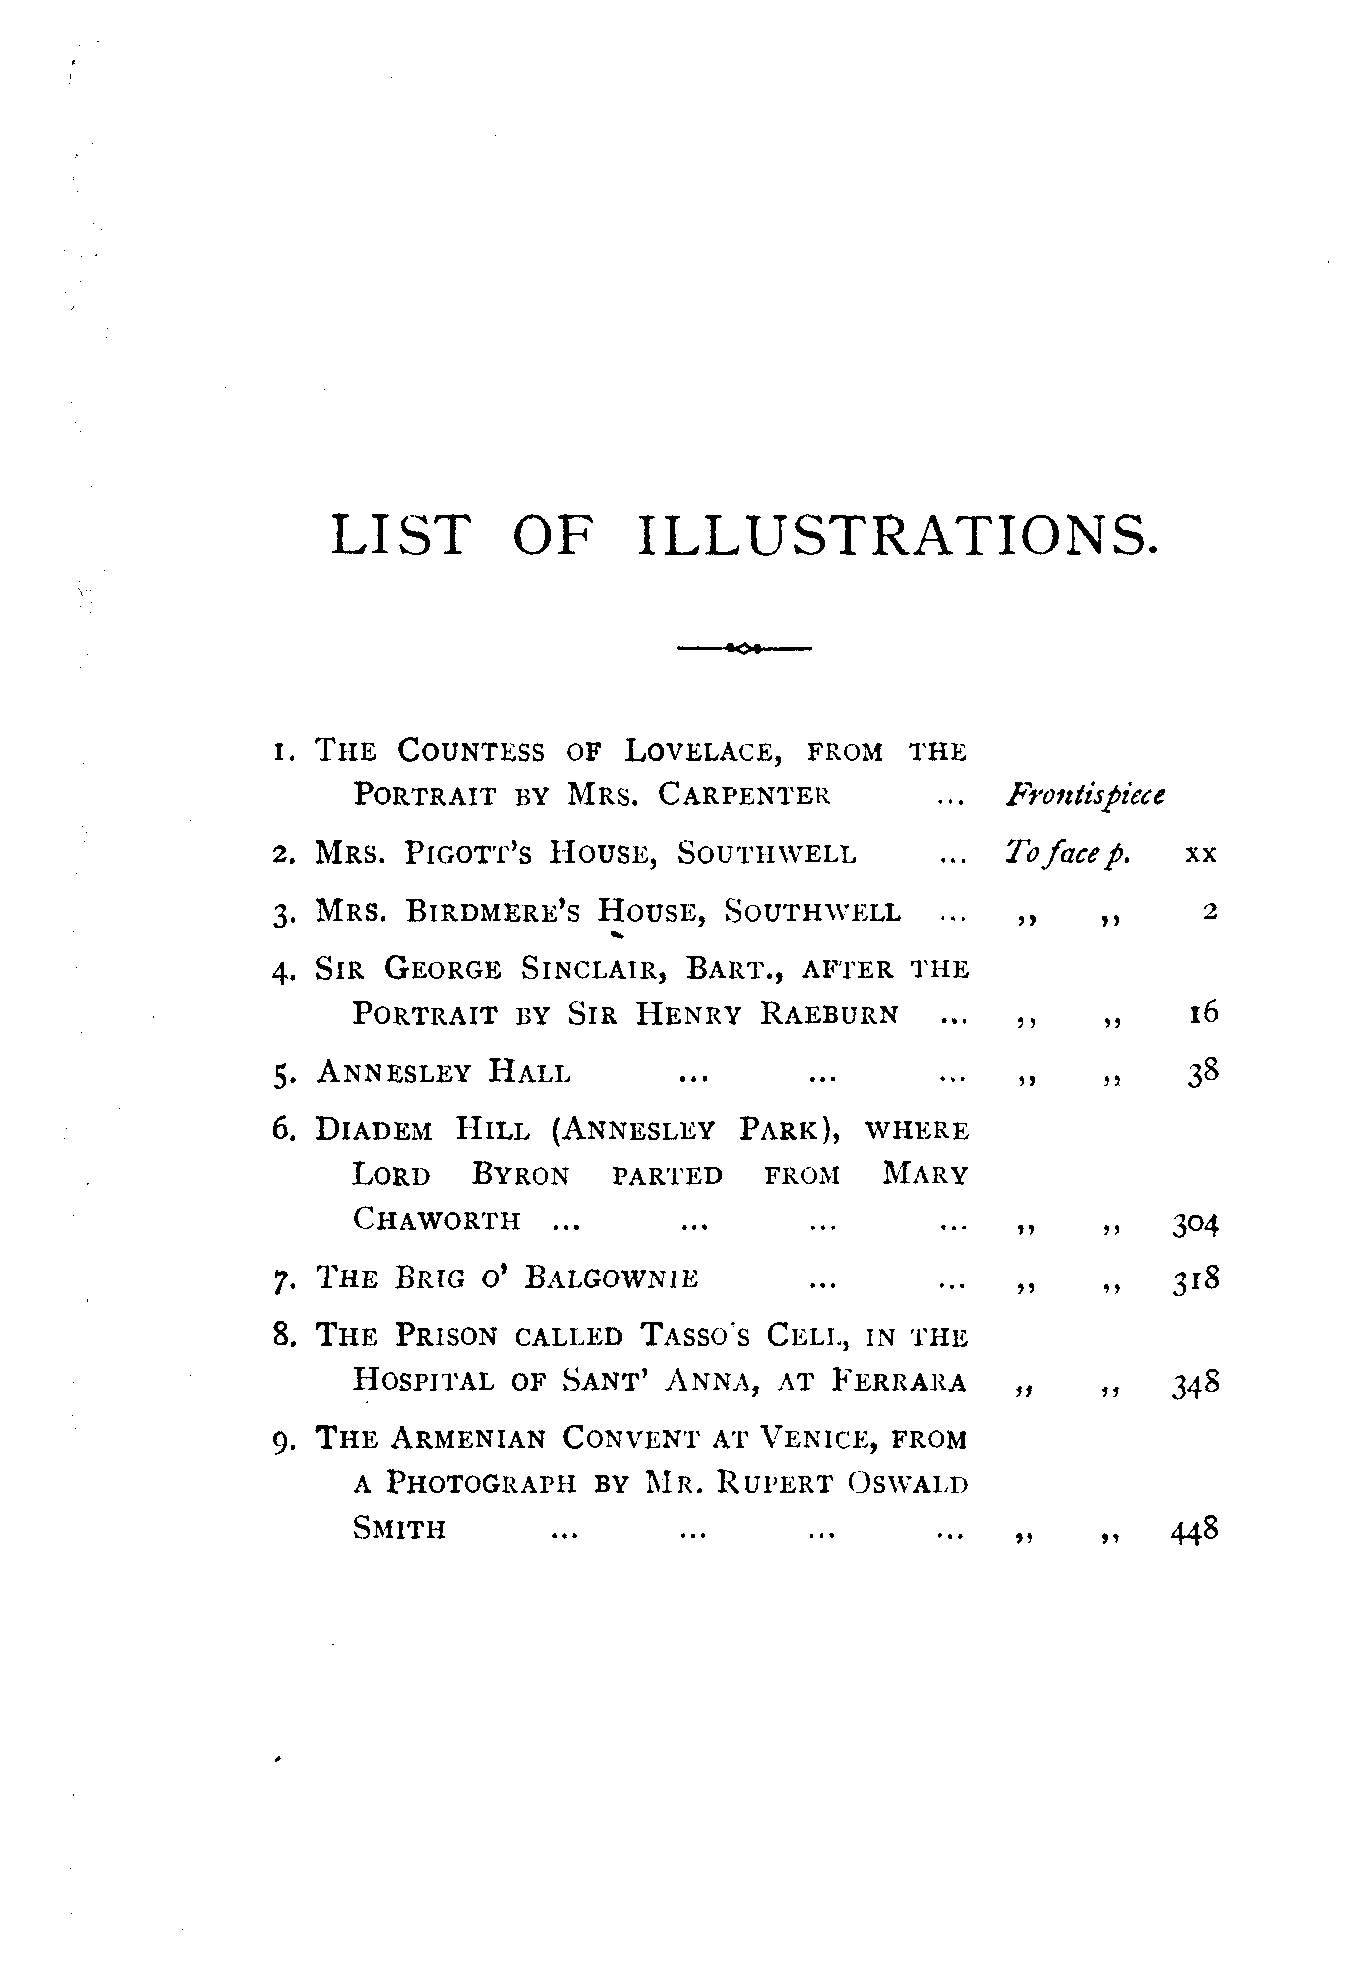 LIST OF ILLUSTRATIONS.
1. THE COUNTESS OF LOVELACE, FROM THE
PORTRAIT BY MRS. CARPENTER ... Frontispiece
2. MRS. PIGOTT'S HOUSE, SOUTHWELL ... To face p. xx
3. MRS. BIRDMERE'S HOUSE, SOUTHWELL ... ,, ,, 2
4. SIR GEORGE SINCLAIR, BART., AFTER THE
PORTRAIT BY SIR HENRY RAEBURN ... ,, ,, 16
5. ANNESLEY HALL ... ... ... ,, ,, 38
6. DIADEM HILL (ANNESLEY PARK), WHERE
LORD BYRON PARTED FROM MARY
CHAWORTH ... ... ... ... ,, ,, 304
7. THE BRIG O' BALGOWNIE ... ... ,, ,, 318
8. THE PRISON CALLED TASSO'S CELL, IN THE
HOSPITAL OF SANT' ANNA, AT FERRARA ,, ,, 348
9. THE ARMENIAN CONVENT AT VENICE, FROM
A PHOTOGRAPH BY MR. RUPERT OSWALD
SMITH ... ... ... ... ,, ,, 448